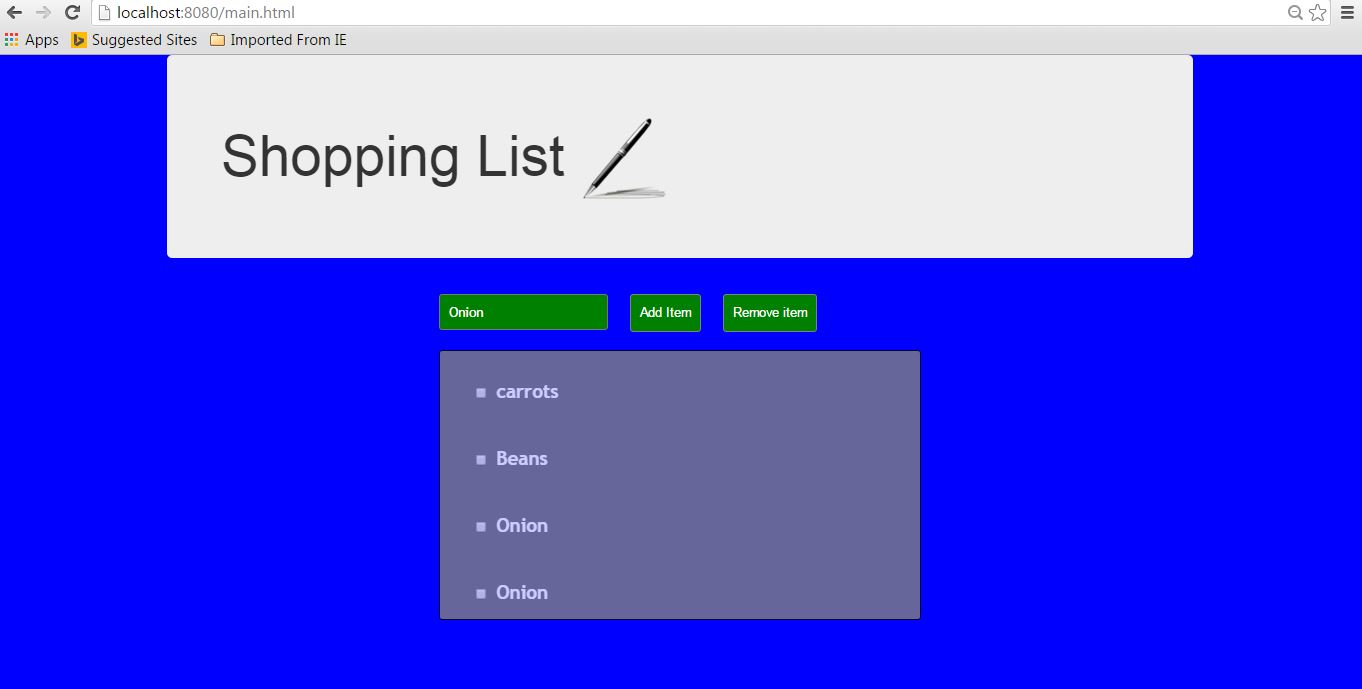 localhost:8080/main.html
Apps Suggested Sites Imported From IE
Shopping List
Onion Add Item Remove item
carrots
Beans
Onion
Onion